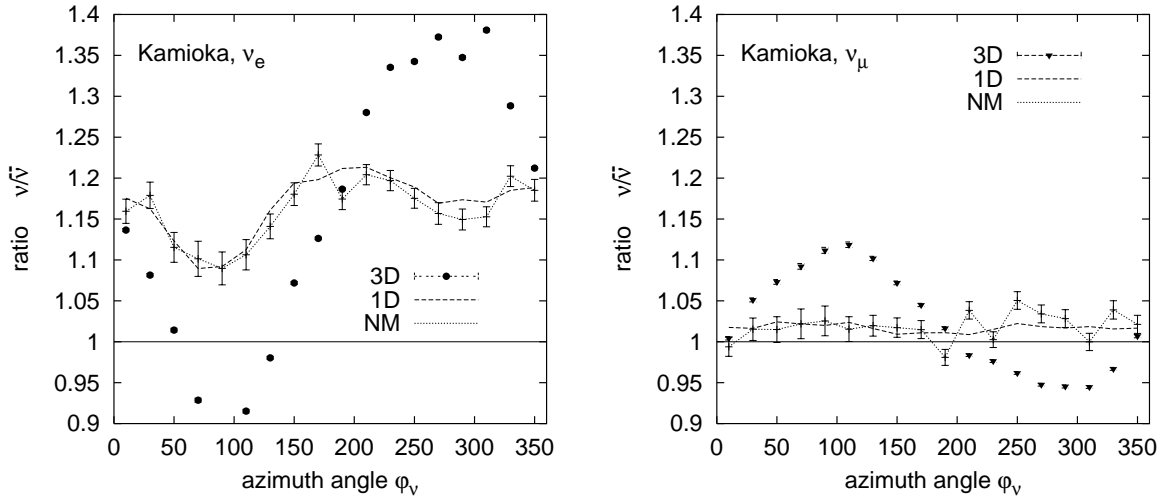 1.4
1.35
1.3
1.25
1.2
1.15
1.1
1.05
1
0.95
0.9
ratio ν/ν̄
Kamioka, νe
3D
1D
NM
0 50 100 150 200 250 300 350
azimuth angle φν
1.4
1.35
1.3
1.25
1.2
1.15
1.1
1.05
1
0.95
0.9
ratio ν/ν̄
Kamioka, νμ
3D
1D
NM
0 50 100 150 200 250 300 350
azimuth angle φν